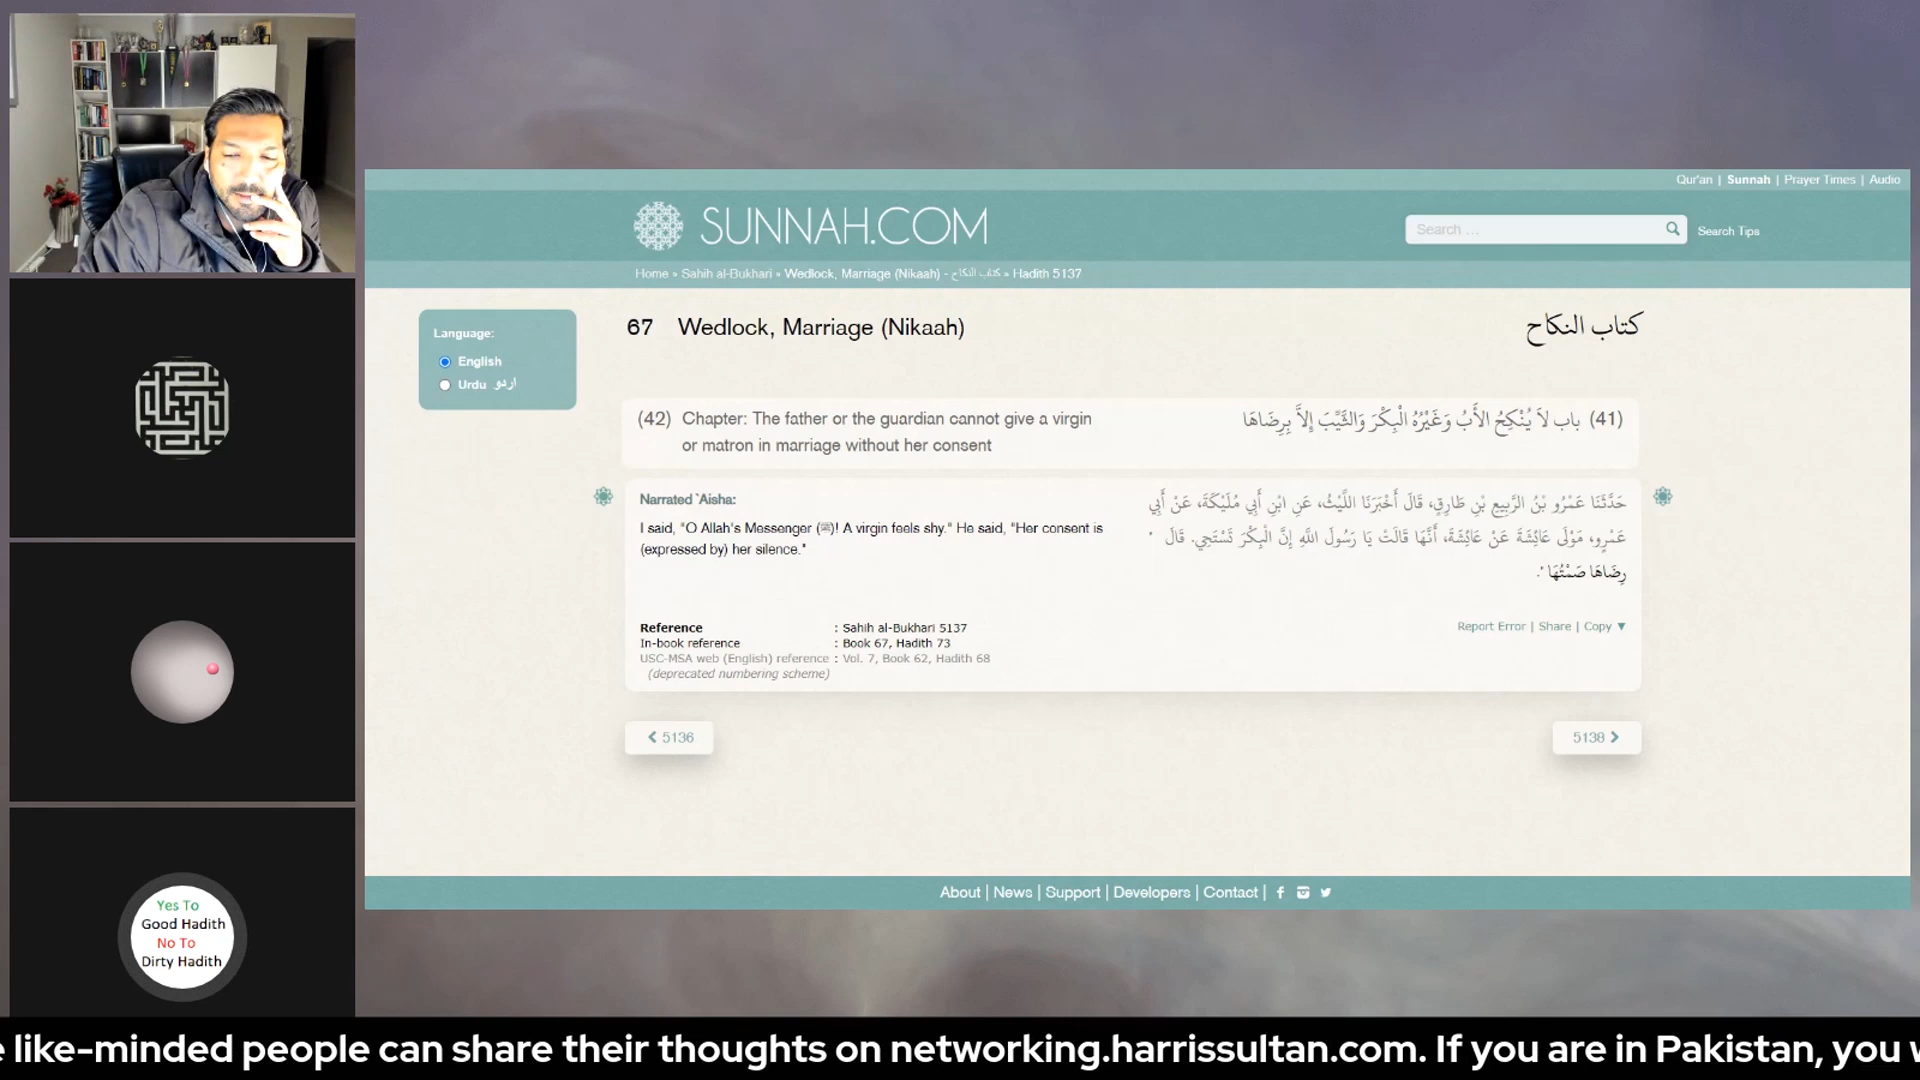 Qur'an | Sunnah | Prayer Times | Audio
SUNNAH.COM
Search ...
Search Tips
Home » Sahih al-Bukhari » Wedlock, Marriage (Nikaah) - كتاب النكاح » Hadith 5137
Language:
English
Urdu اردو
67 Wedlock, Marriage (Nikaah)
كتاب النكاح
(42) Chapter: The father or the guardian cannot give a virgin
or matron in marriage without her consent
(41) باب لاَ يُنْكِحُ الأَبُ وَغَيْرُهُ الْبِكْرَ وَالثَّيِّبَ إِلاَّ بِرِضَاهَا
Narrated `Aisha:
I said, "O Allah's Messenger (ﷺ)! A virgin feels shy." He said, "Her consent is
(expressed by) her silence."
حَدَّثَنَا عَمْرُو بْنُ الرَّبِيعِ بْنِ طَارِقٍ، قَالَ أَخْبَرَنَا اللَّيْثُ، عَنِ ابْنِ أَبِي مُلَيْكَةَ، عَنْ أَبِي
عَمْرٍو، مَوْلَى عَائِشَةَ عَنْ عَائِشَةَ، أَنَّهَا قَالَتْ يَا رَسُولَ اللَّهِ إِنَّ الْبِكْرَ تَسْتَحِي. قَالَ "
رِضَاهَا صَمْتُهَا ".
Reference : Sahih al-Bukhari 5137
In-book reference : Book 67, Hadith 73
USC-MSA web (English) reference : Vol. 7, Book 62, Hadith 68
(deprecated numbering scheme)
Report Error | Share | Copy ▼
5136
5138
About | News | Support | Developers | Contact |
Yes To
Good Hadith
No To
Dirty Hadith
like-minded people can share their thoughts on networking.harrissultan.com. If you are in Pakistan, you